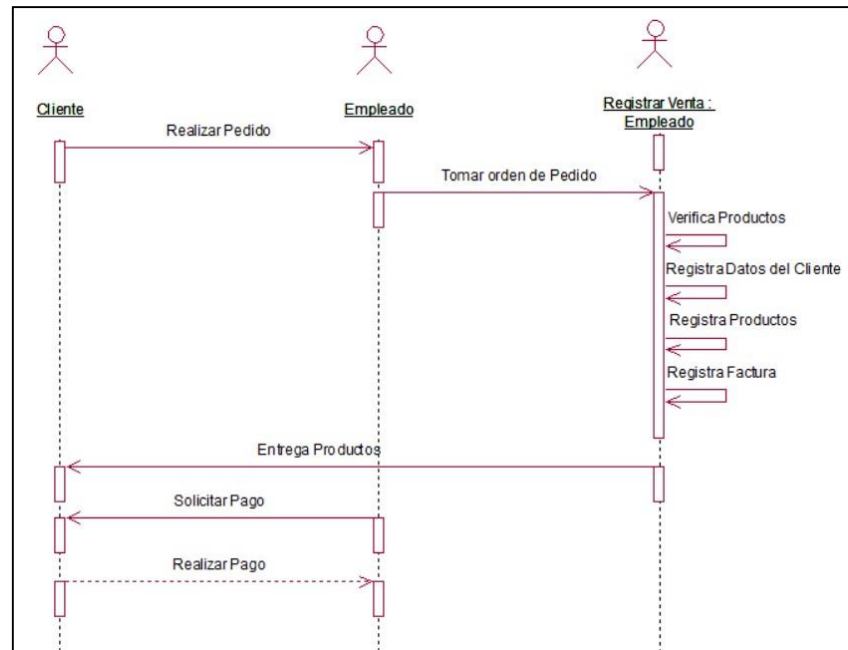 Cliente
Empleado
Registrar Venta :
Empleado
Realizar Pedido
Tomar orden de Pedido
Verifica Productos
Registra Datos del Cliente
Registra Productos
Registra Factura
Entrega Productos
Solicitar Pago
Realizar Pago